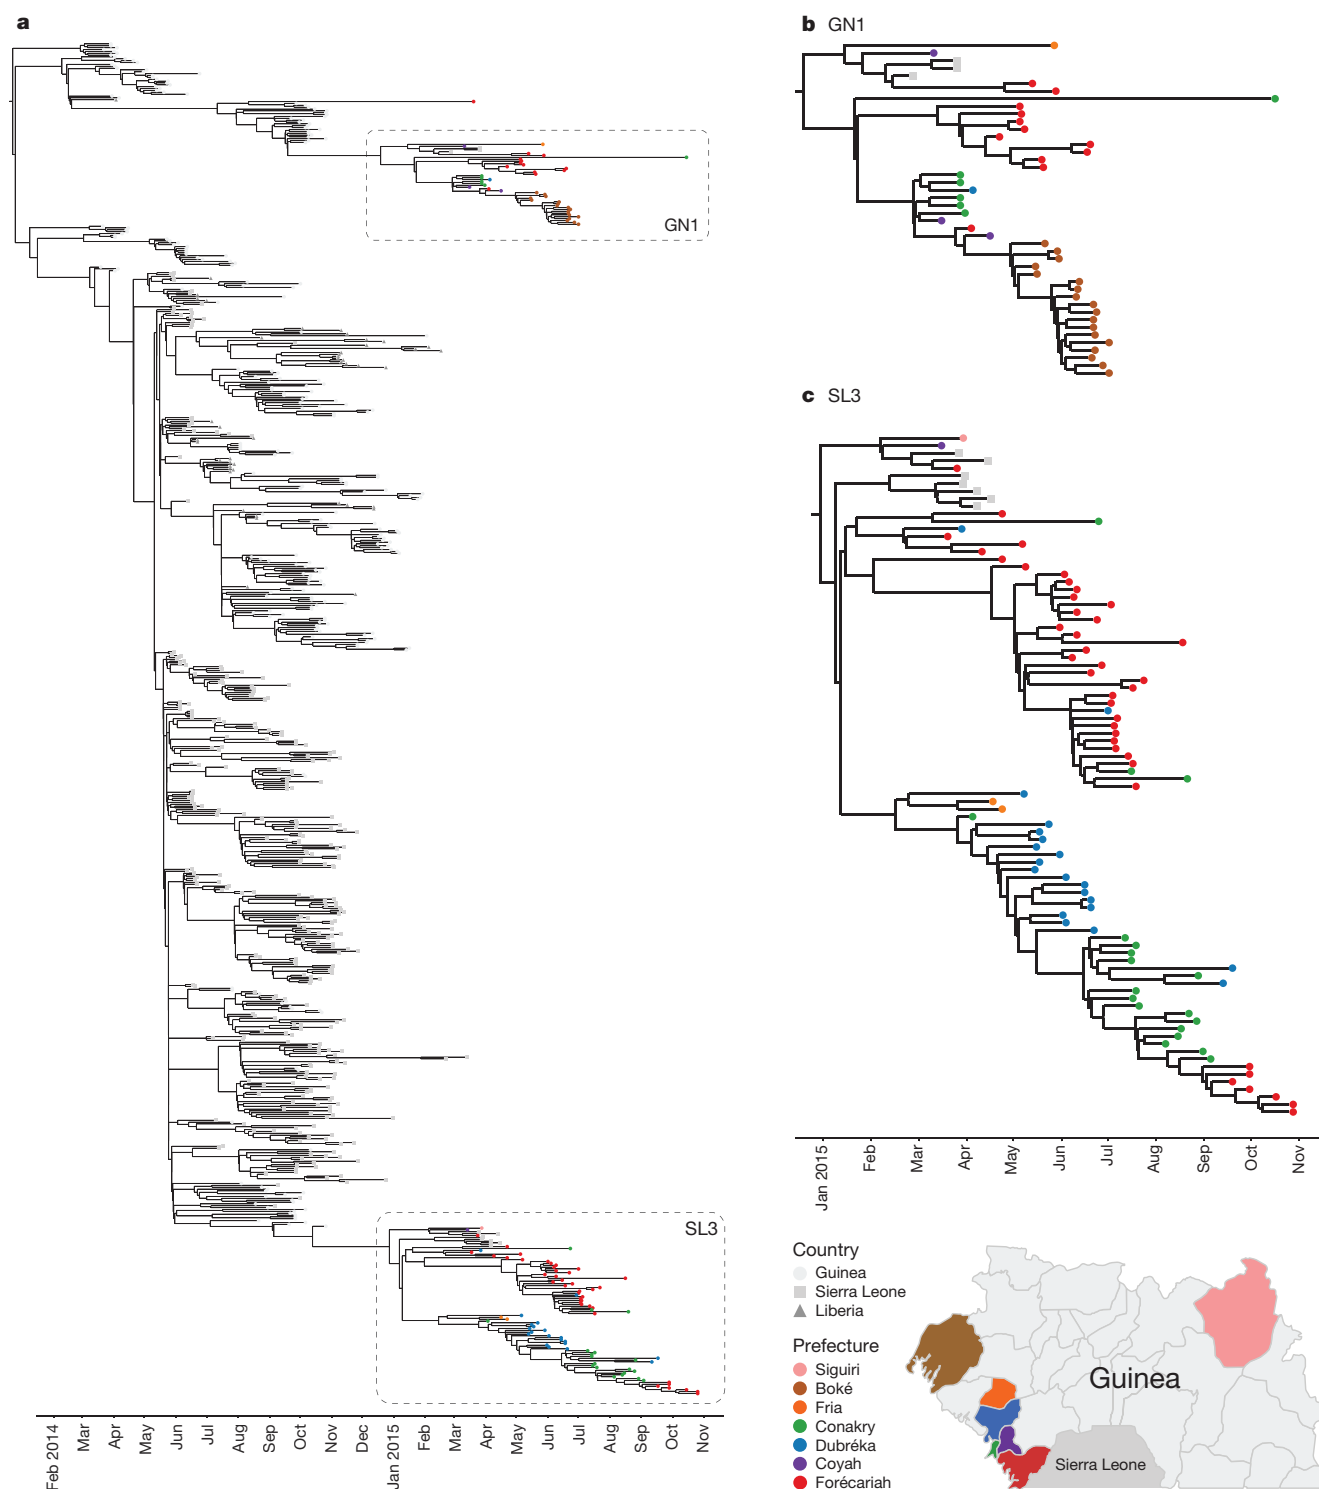 a
GN1
SL3
Feb 2014
Mar
Apr
May
Jun
Jul
Aug
Sep
Oct
Nov
Dec
Jan 2015
Feb
Mar
Apr
May
Jun
Jul
Aug
Sep
Oct
Nov
b GN1
c SL3
Jan 2015
Feb
Mar
Apr
May
Jun
Jul
Aug
Sep
Oct
Nov
Country
Guinea
Sierra Leone
Liberia
Prefecture
Siguiri
Boké
Fria
Conakry
Dubréka
Coyah
Forécariah
Guinea
Sierra Leone